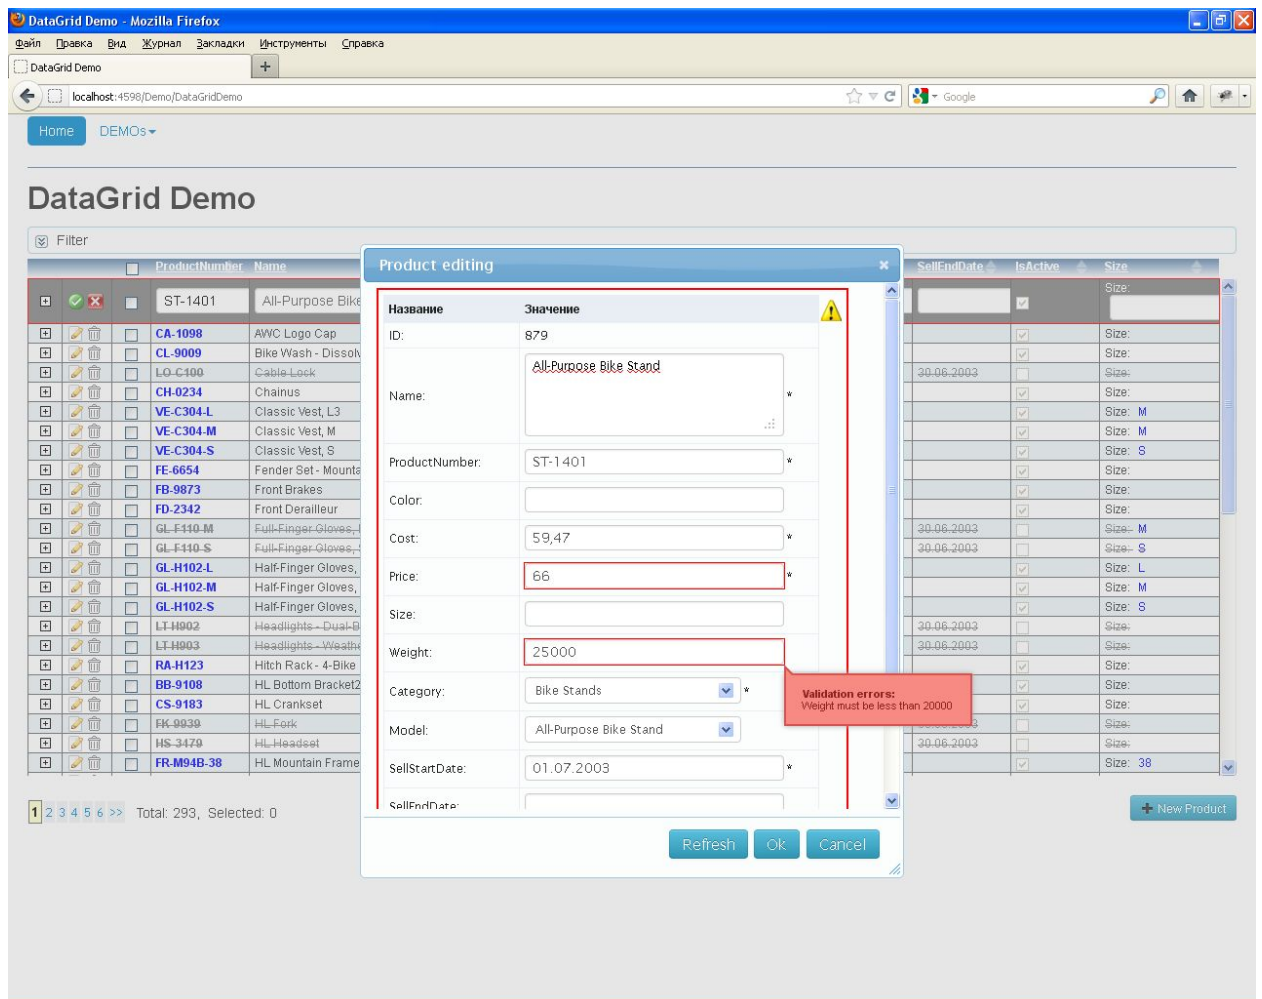 DataGrid Demo - Mozilla Firefox
Файл Правка Вид Журнал Закладки Инструменты Справка
DataGrid Demo
localhost:4598/Demo/DataGridDemo
Google
Home DEMOs
DataGrid Demo
Filter
ProductNumber Name SellEndDate IsActive Size
ST-1401 All-Purpose Bike Size:
CA-1098 AWC Logo Cap Size:
CL-9009 Bike Wash - Dissolv Size:
LO-C100 Cable Lock 30.06.2003 Size:
CH-0234 Chainus Size:
VE-C304-L Classic Vest, L3 Size: M
VE-C304-M Classic Vest, M Size: M
VE-C304-S Classic Vest, S Size: S
FE-6654 Fender Set - Mounta Size:
FB-9873 Front Brakes Size:
FD-2342 Front Derailleur Size:
GL-F110-M Full-Finger Gloves, 30.06.2003 Size: M
GL-F110-S Full-Finger Gloves, 30.06.2003 Size: S
GL-H102-L Half-Finger Gloves, Size: L
GL-H102-M Half-Finger Gloves, Size: M
GL-H102-S Half-Finger Gloves, Size: S
LT-H902 Headlights - Dual-B 30.06.2003 Size:
LT-H903 Headlights - Weath 30.06.2003 Size:
RA-H123 Hitch Rack - 4-Bike Size:
BB-9108 HL Bottom Bracket2 Size:
CS-9183 HL Crankset Size:
FK-9939 HL Fork Size:
HS-3479 HL Headset 30.06.2003 Size:
FR-M94B-38 HL Mountain Frame Size: 38
1 2 3 4 5 6 >> Total: 293, Selected: 0
New Product
Product editing
Название Значение
ID: 879
Name: All-Purpose Bike Stand *
ProductNumber: ST-1401 *
Color:
Cost: 59,47 *
Price: 66 *
Size:
Weight: 25000
Validation errors:
Weight must be less than 20000
Category: Bike Stands *
Model: All-Purpose Bike Stand
SellStartDate: 01.07.2003 *
SellEndDate:
Refresh Ok Cancel